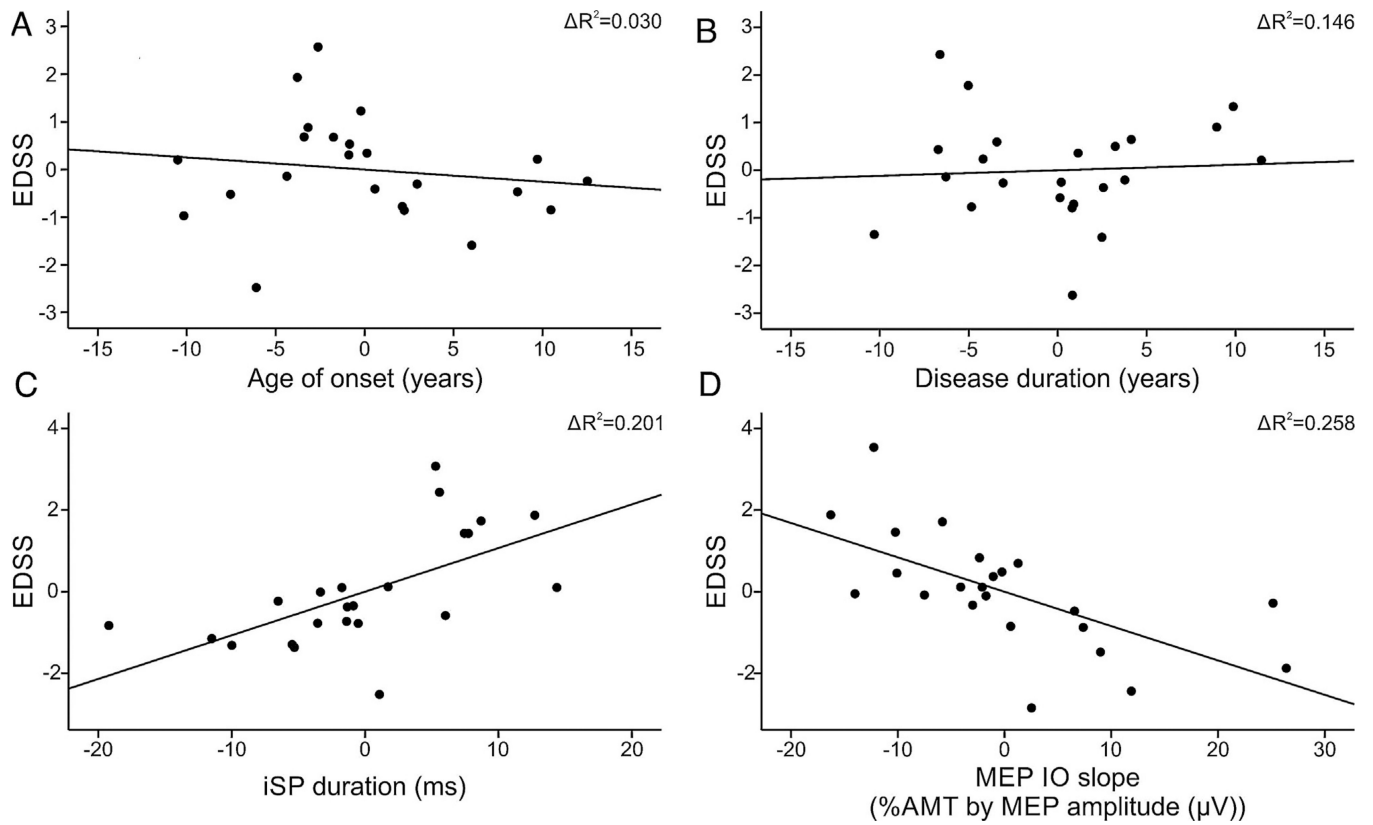 A
ΔR²=0.030
3
2
1
0
-1
-2
-3
EDSS
-15 -10 -5 0 5 10 15
Age of onset (years)
B
ΔR²=0.146
3
2
1
0
-1
-2
-3
EDSS
-15 -10 -5 0 5 10 15
Disease duration (years)
C
ΔR²=0.201
4
2
0
-2
EDSS
-20 -10 0 10 20
iSP duration (ms)
D
ΔR²=0.258
4
2
0
-2
EDSS
-20 -10 0 10 20 30
MEP IO slope
(%AMT by MEP amplitude (µV))